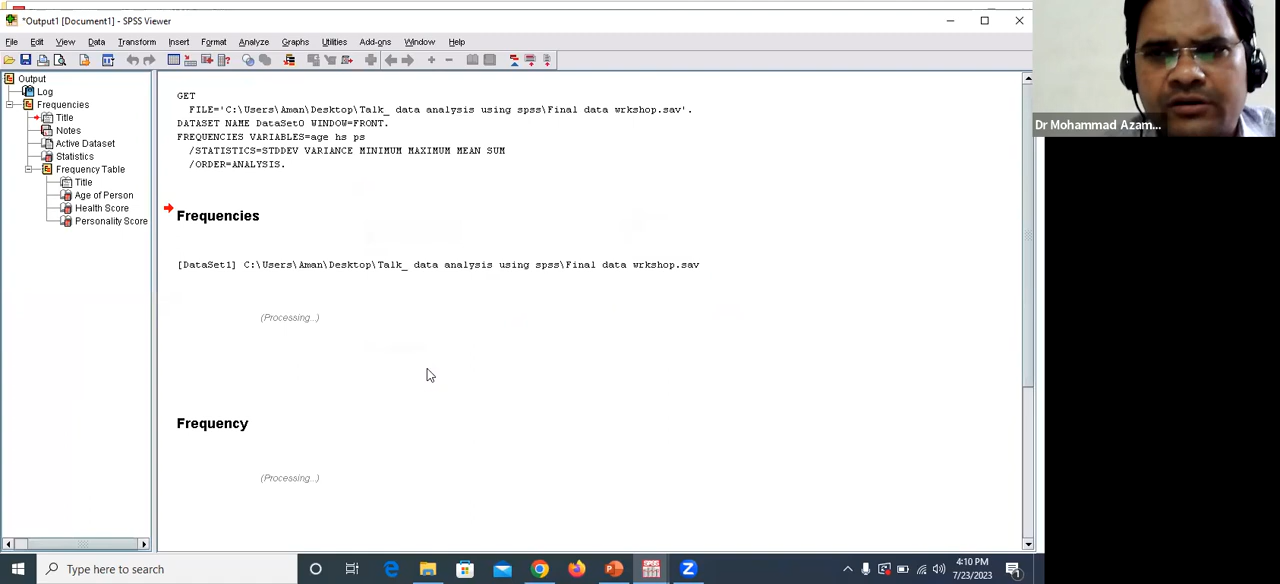 *Output1 [Document1] - SPSS Viewer
File Edit View Data Transform Insert Format Analyze Graphs Utilities Add-ons Window Help
Output
Log
Frequencies
Title
Notes
Active Dataset
Statistics
Frequency Table
Title
Age of Person
Health Score
Personality Score
GET
FILE='C:\Users\Aman\Desktop\Talk_ data analysis using spss\Final data wrkshop.sav'.
DATASET NAME DataSet0 WINDOW=FRONT.
FREQUENCIES VARIABLES=age hs ps
/STATISTICS=STDDEV VARIANCE MINIMUM MAXIMUM MEAN SUM
/ORDER=ANALYSIS.
Frequencies
[DataSet1] C:\Users\Aman\Desktop\Talk_ data analysis using spss\Final data wrkshop.sav
(Processing...)
Frequency
(Processing...)
Dr Mohammad Azam...
Type here to search
SPSS
4:10 PM
7/23/2023
1